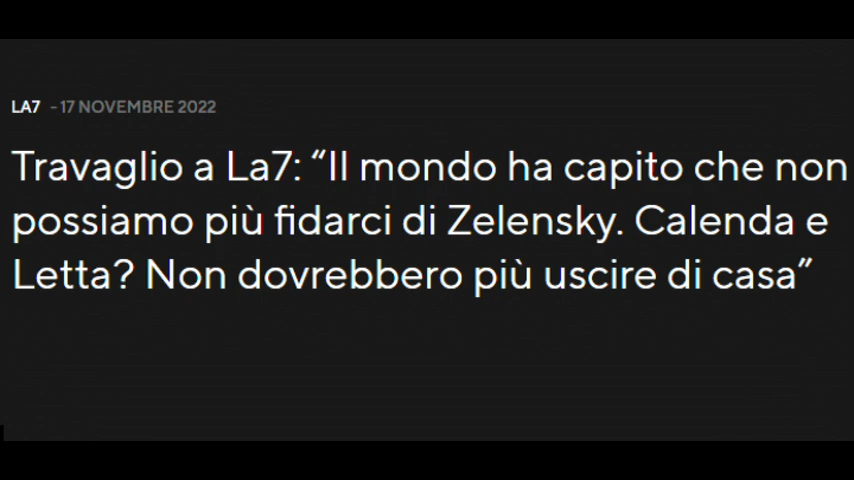 LA7 - 17 NOVEMBRE 2022
Travaglio a La7: “Il mondo ha capito che non
possiamo più fidarci di Zelensky. Calenda e
Letta? Non dovrebbero più uscire di casa”